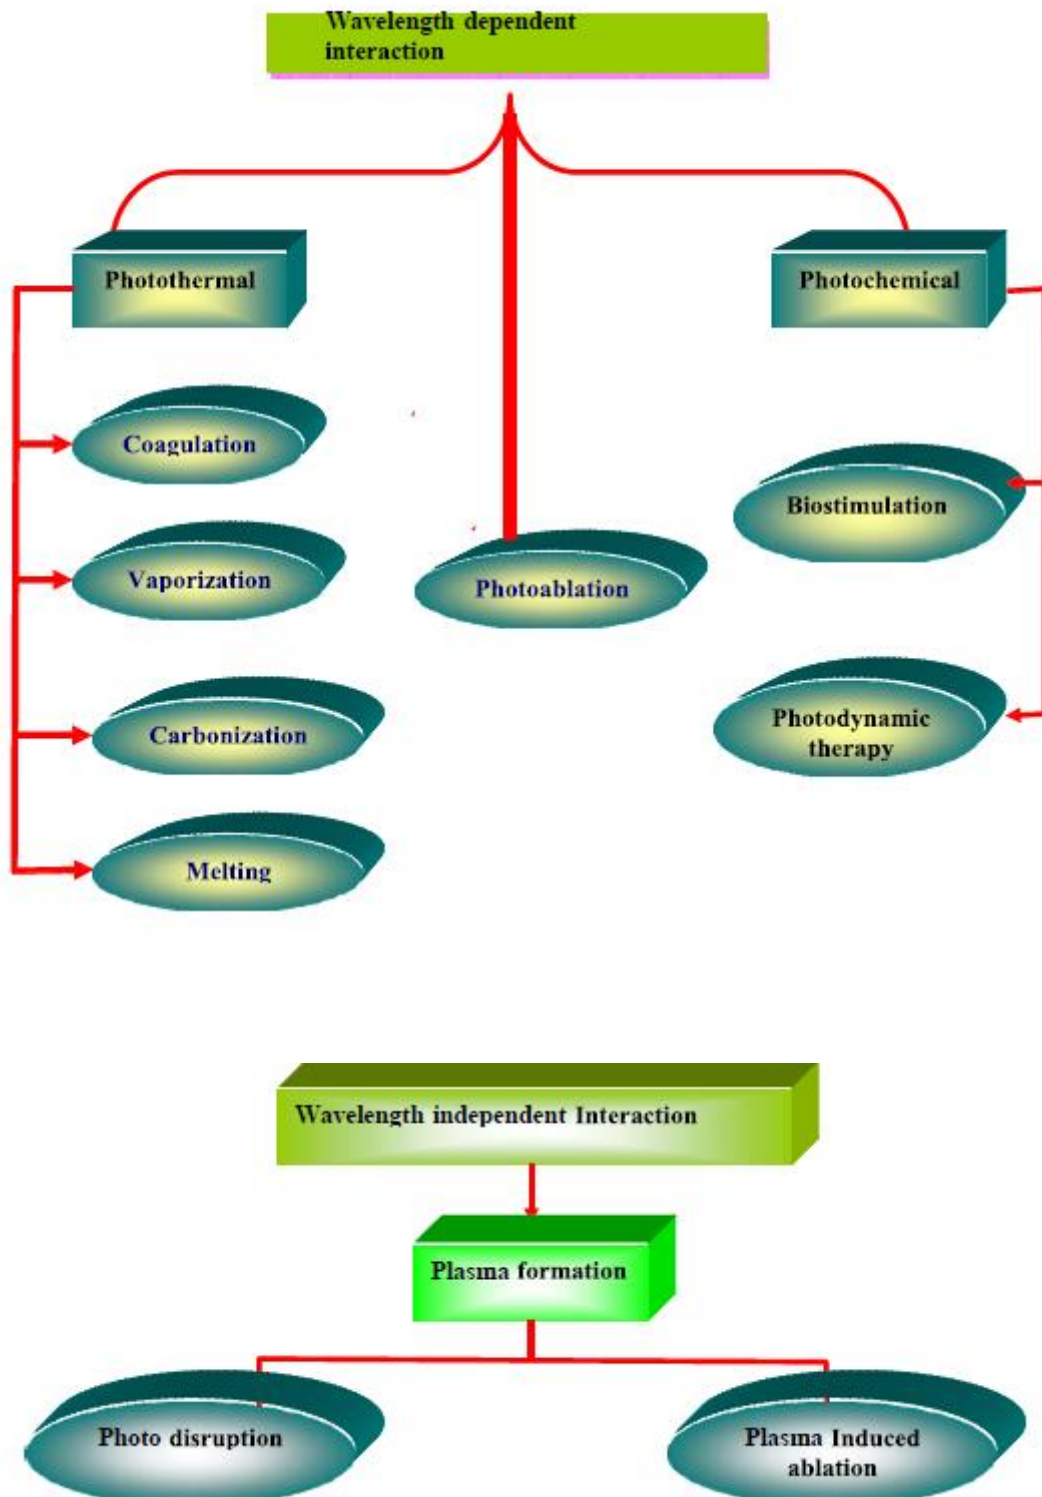 Wavelength dependent
interaction
Photothermal
Photochemical
Coagulation
Biostimulation
Vaporization
Photoablation
Carbonization
Photodynamic
therapy
Melting
Wavelength independent Interaction
Plasma formation
Photo disruption
Plasma Induced
ablation